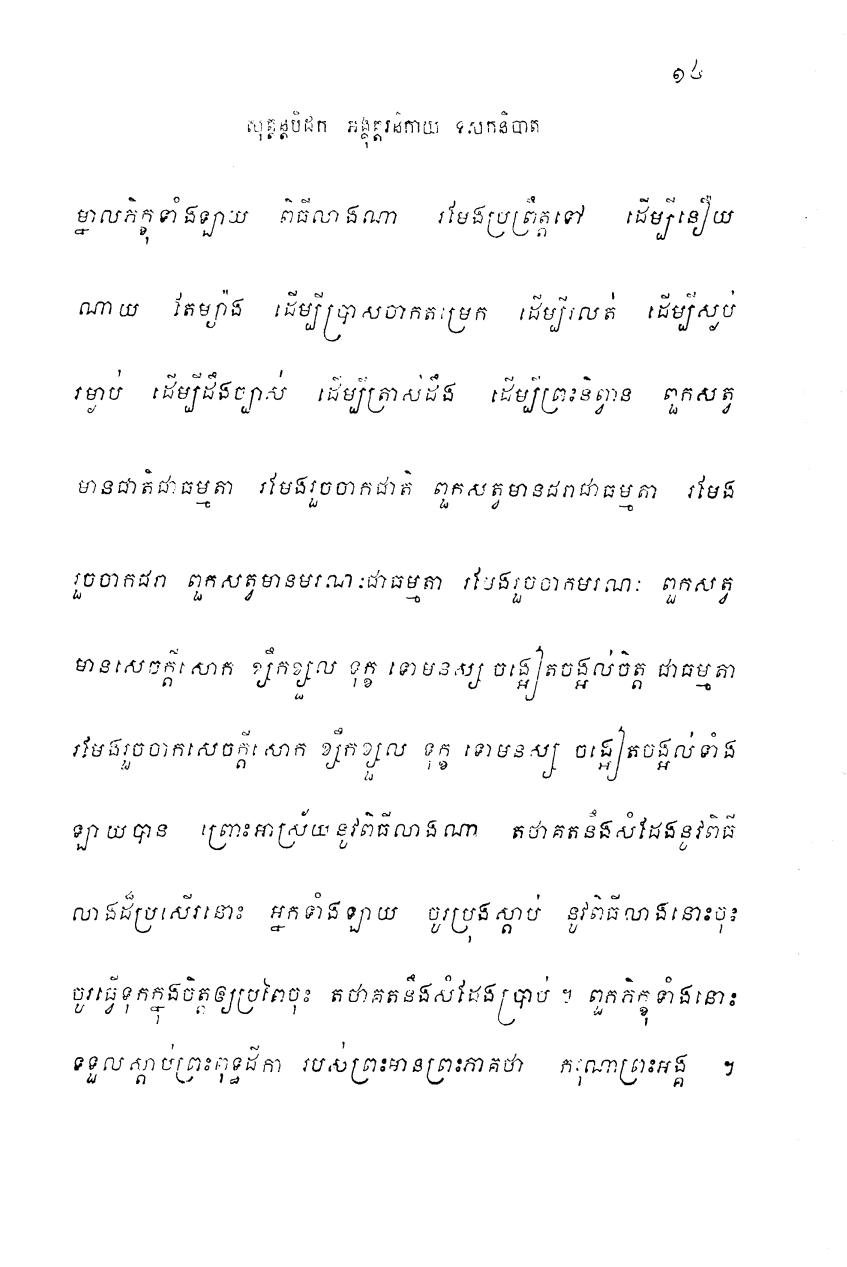 ១៤
សុត្តន្តបិដក អង្គុត្តរនិកាយ ទសកនិបាត
ម្នាលភិក្ខុទាំងឡាយ ពិធីលាងណា រមែងប្រព្រឹត្តទៅ ដើម្បីនឿយ
ណាយ តែម្យ៉ាង ដើម្បីប្រាសចាកតម្រេក ដើម្បីរលត់ ដើម្បីស្ងប់
រម្ងាប់ ដើម្បីដឹងច្បាស់ ដើម្បីត្រាស់ដឹង ដើម្បីព្រះនិព្វាន ពួកសត្វ
មានជាតិជាធម្មតា រមែងរួចចាកជាតិ ពួកសត្វមានជរាជាធម្មតា រមែង
រួចចាកជរា ពួកសត្វមានមរណៈជាធម្មតា រមែងរួចចាកមរណៈ ពួកសត្វ
មានសេចក្តីសោក ខ្សឹកខ្សួល ទុក្ខ ទោមនស្ស ចង្អៀតចង្អល់ចិត្ត ជាធម្មតា
រមែងរួចចាកសេចក្តីសោក ខ្សឹកខ្សួល ទុក្ខ ទោមនស្ស ចង្អៀតចង្អល់ទាំង
ឡាយបាន ព្រោះអាស្រ័យនូវពិធីលាងណា តថាគតនឹងសំដែងនូវពិធី
លាងដ៏ប្រសើរនោះ អ្នកទាំងឡាយ ចូរប្រុងស្តាប់ នូវពិធីលាងនោះចុះ
ចូរធ្វើទុកក្នុងចិត្តឲ្យប្រពៃចុះ តថាគតនឹងសំដែងប្រាប់ ។ ពួកភិក្ខុទាំងនោះ
ទទួលស្តាប់ព្រះពុទ្ធដីកា របស់ព្រះមានព្រះភាគថា ករុណាព្រះអង្គ ។